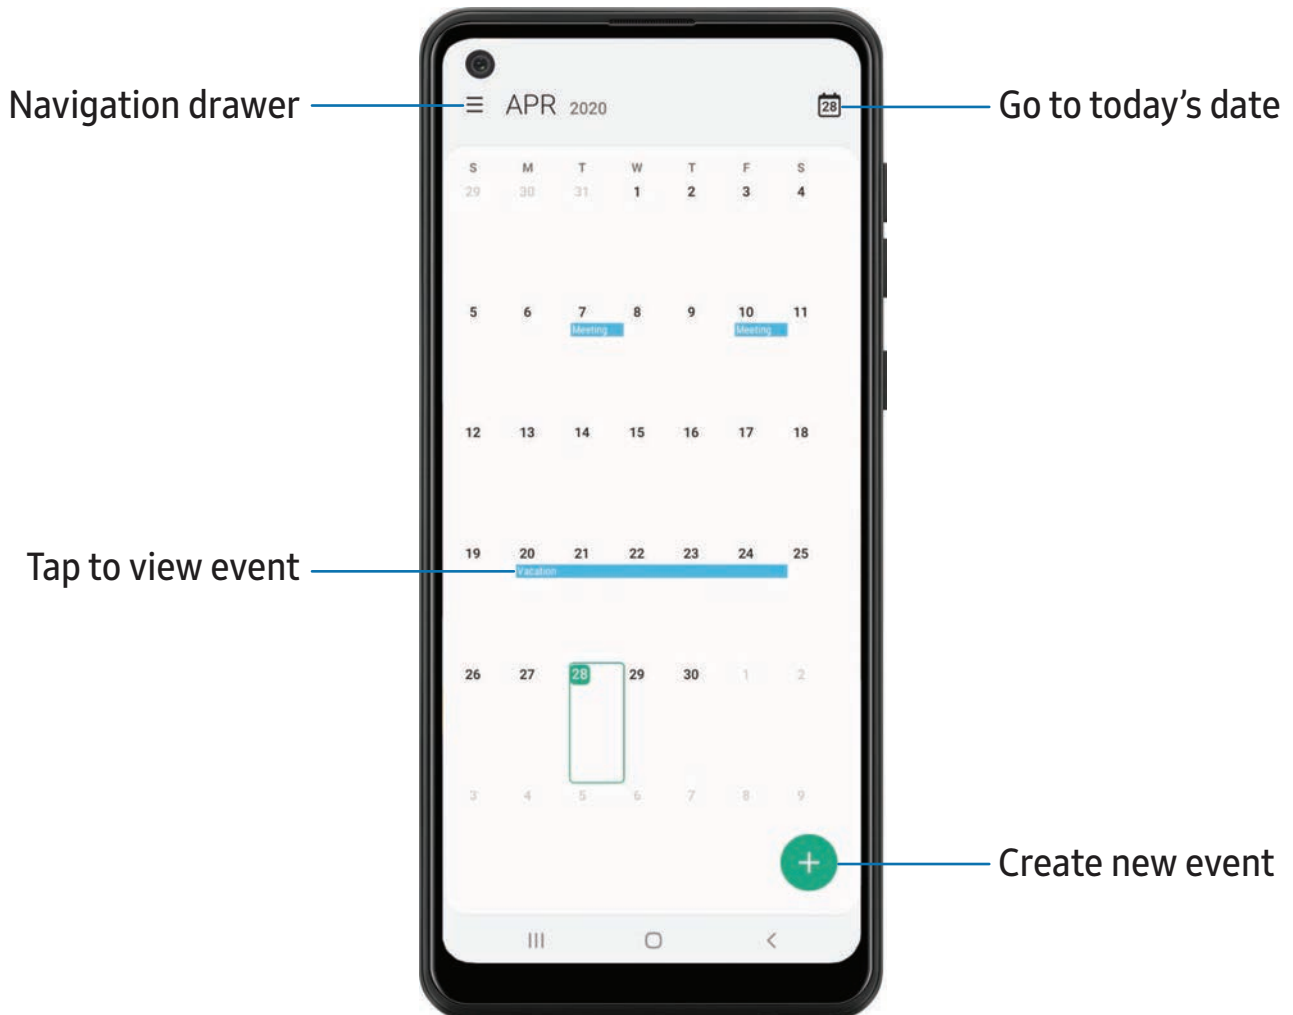 Navigation drawer
APR 2020
28
Go to today's date
S M T W T F S
29 30 31 1 2 3 4
5 6 7 8 9 10 11
Meeting Meeting
12 13 14 15 16 17 18
Tap to view event
19 20 21 22 23 24 25
Vacation
26 27 28 29 30 1 2
3 4 5 6 7 8 9
Create new event